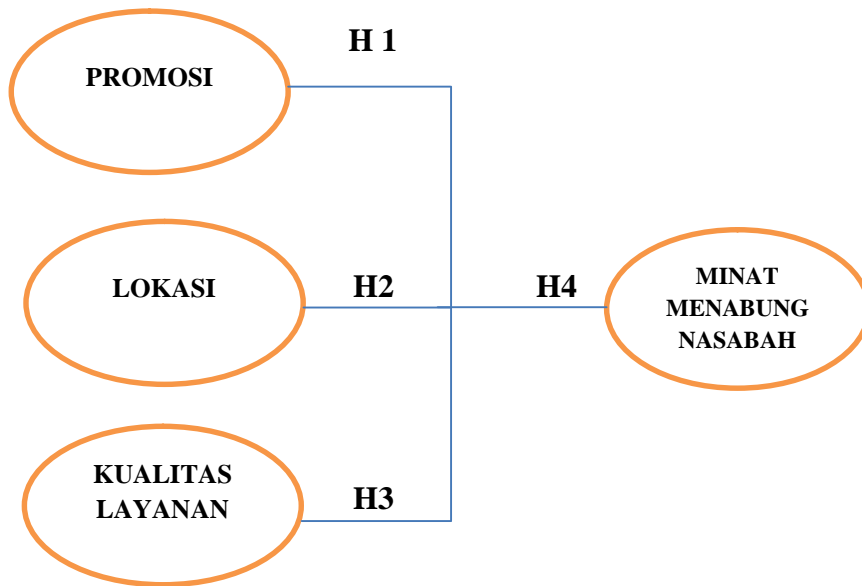 H 1
PROMOSI
LOKASI
H2
H4
MINAT
MENABUNG
NASABAH
KUALITAS
LAYANAN
H3